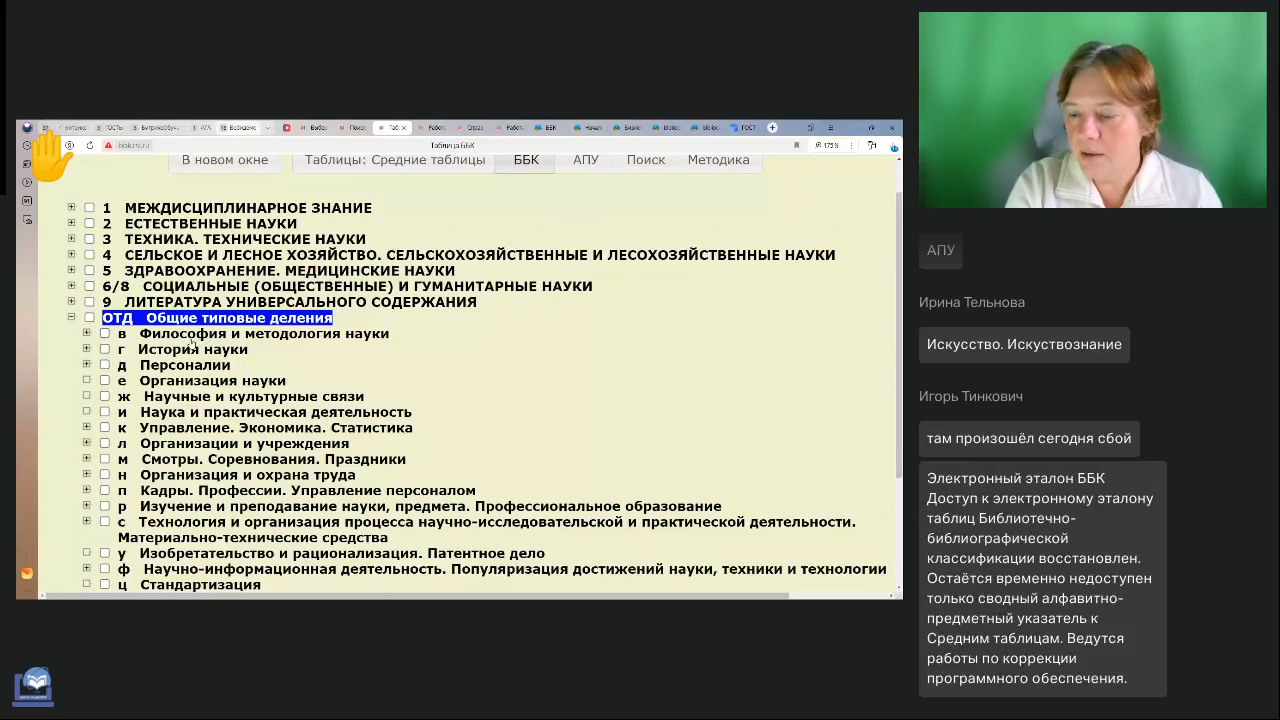 bbk.rsl.ru
Таблица ББК
175%
В новом окне
Таблицы: Средние таблицы
ББК
АПУ
Поиск
Методика
1 МЕЖДИСЦИПЛИНАРНОЕ ЗНАНИЕ
2 ЕСТЕСТВЕННЫЕ НАУКИ
3 ТЕХНИКА. ТЕХНИЧЕСКИЕ НАУКИ
4 СЕЛЬСКОЕ И ЛЕСНОЕ ХОЗЯЙСТВО. СЕЛЬСКОХОЗЯЙСТВЕННЫЕ И ЛЕСОХОЗЯЙСТВЕННЫЕ НАУКИ
5 ЗДРАВООХРАНЕНИЕ. МЕДИЦИНСКИЕ НАУКИ
6/8 СОЦИАЛЬНЫЕ (ОБЩЕСТВЕННЫЕ) И ГУМАНИТАРНЫЕ НАУКИ
9 ЛИТЕРАТУРА УНИВЕРСАЛЬНОГО СОДЕРЖАНИЯ
ОТД Общие типовые деления
в Философия и методология науки
г История науки
д Персоналии
е Организация науки
ж Научные и культурные связи
и Наука и практическая деятельность
к Управление. Экономика. Статистика
л Организации и учреждения
м Смотры. Соревнования. Праздники
н Организация и охрана труда
п Кадры. Профессии. Управление персоналом
р Изучение и преподавание науки, предмета. Профессиональное образование
с Технология и организация процесса научно-исследовательской и практической деятельности.
Материально-технические средства
у Изобретательство и рационализация. Патентное дело
ф Научно-информационная деятельность. Популяризация достижений науки, техники и технологии
ц Стандартизация
АПУ
Ирина Тельнова
Искусство. Искуствознание
Игорь Тинкович
там произошёл сегодня сбой
Электронный эталон ББК
Доступ к электронному эталону
таблиц Библиотечно-
библиографической
классификации восстановлен.
Остаётся временно недоступен
только сводный алфавитно-
предметный указатель к
Средним таблицам. Ведутся
работы по коррекции
программного обеспечения.